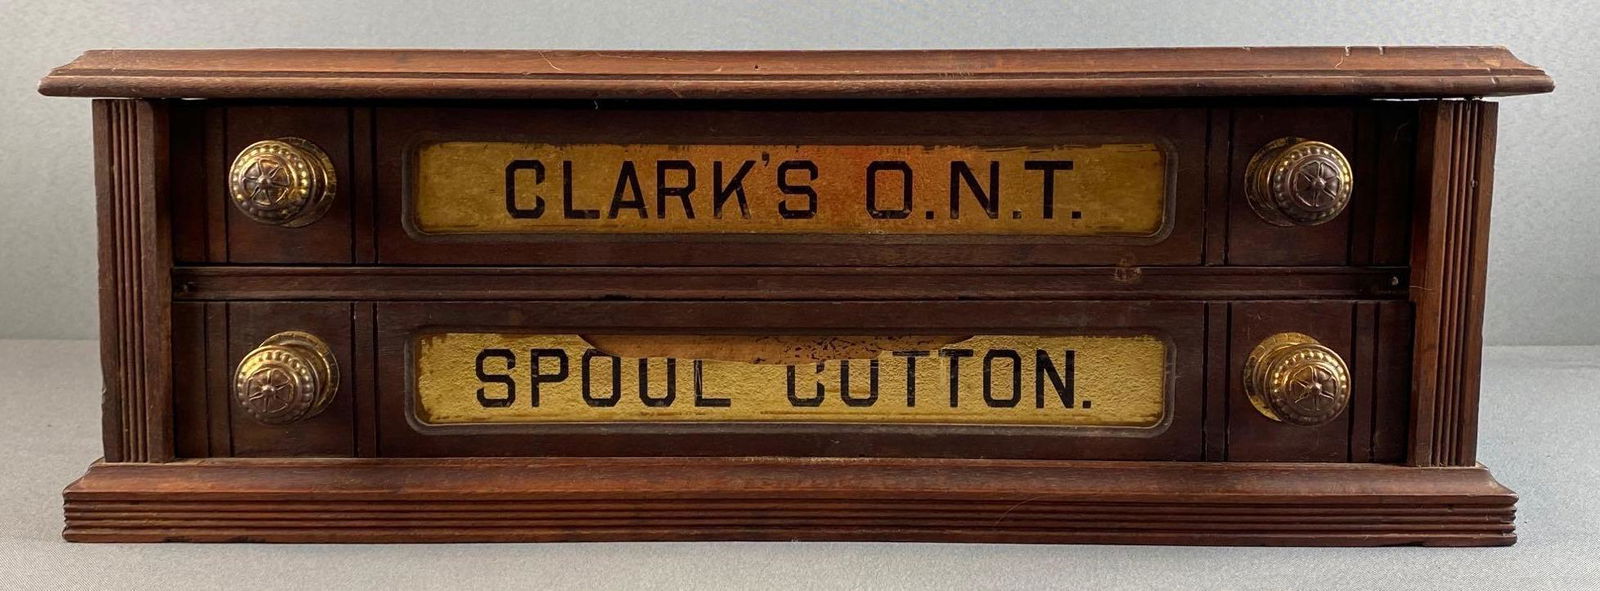 CLARK'S O.N.T.
SPOOL COTTON.